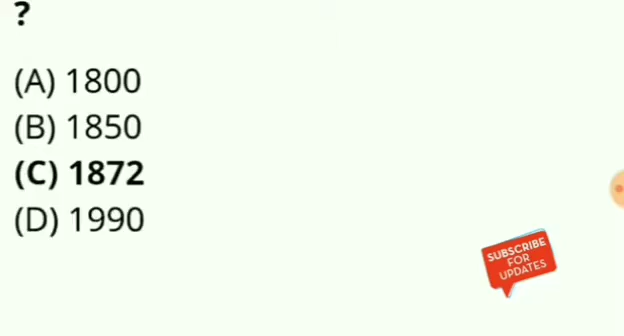 ?
(A) 1800
(B) 1850
(C) 1872
(D) 1990
SUBSCRIBE
FOR
UPDATES